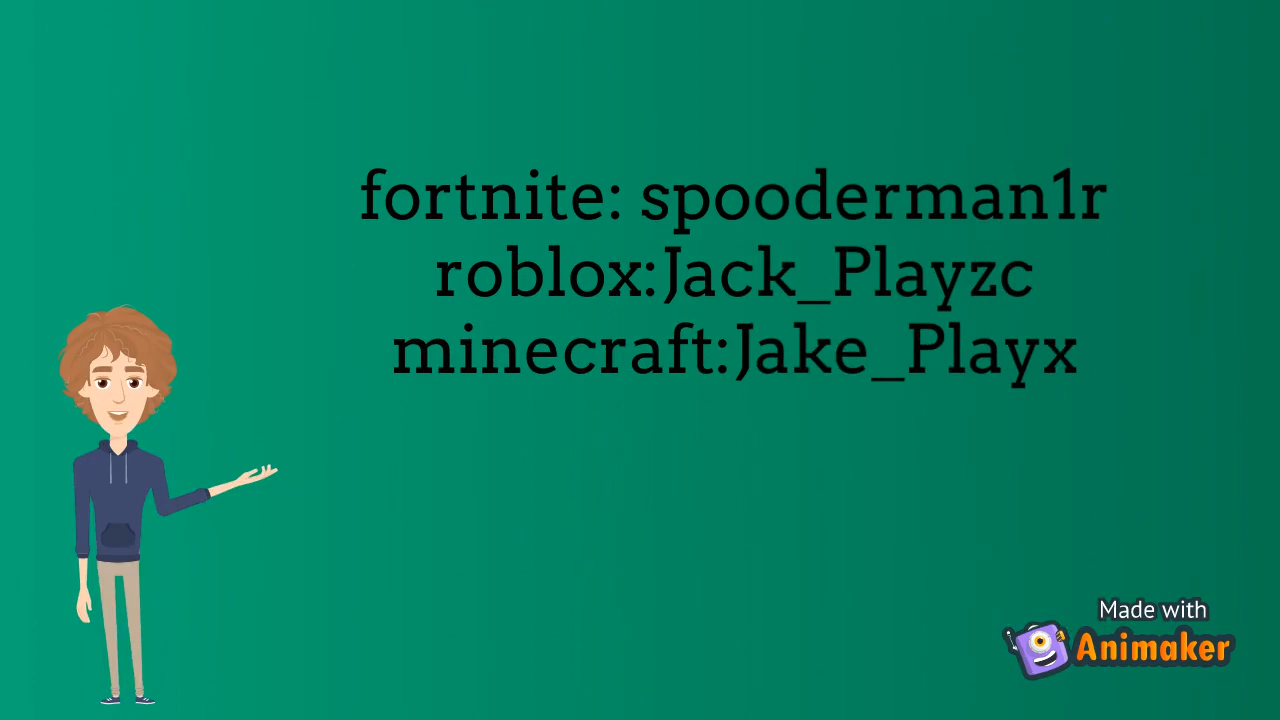 fortnite: spooderman1r
roblox:Jack_Playzc
minecraft:Jake_Playx
Made with
Animaker